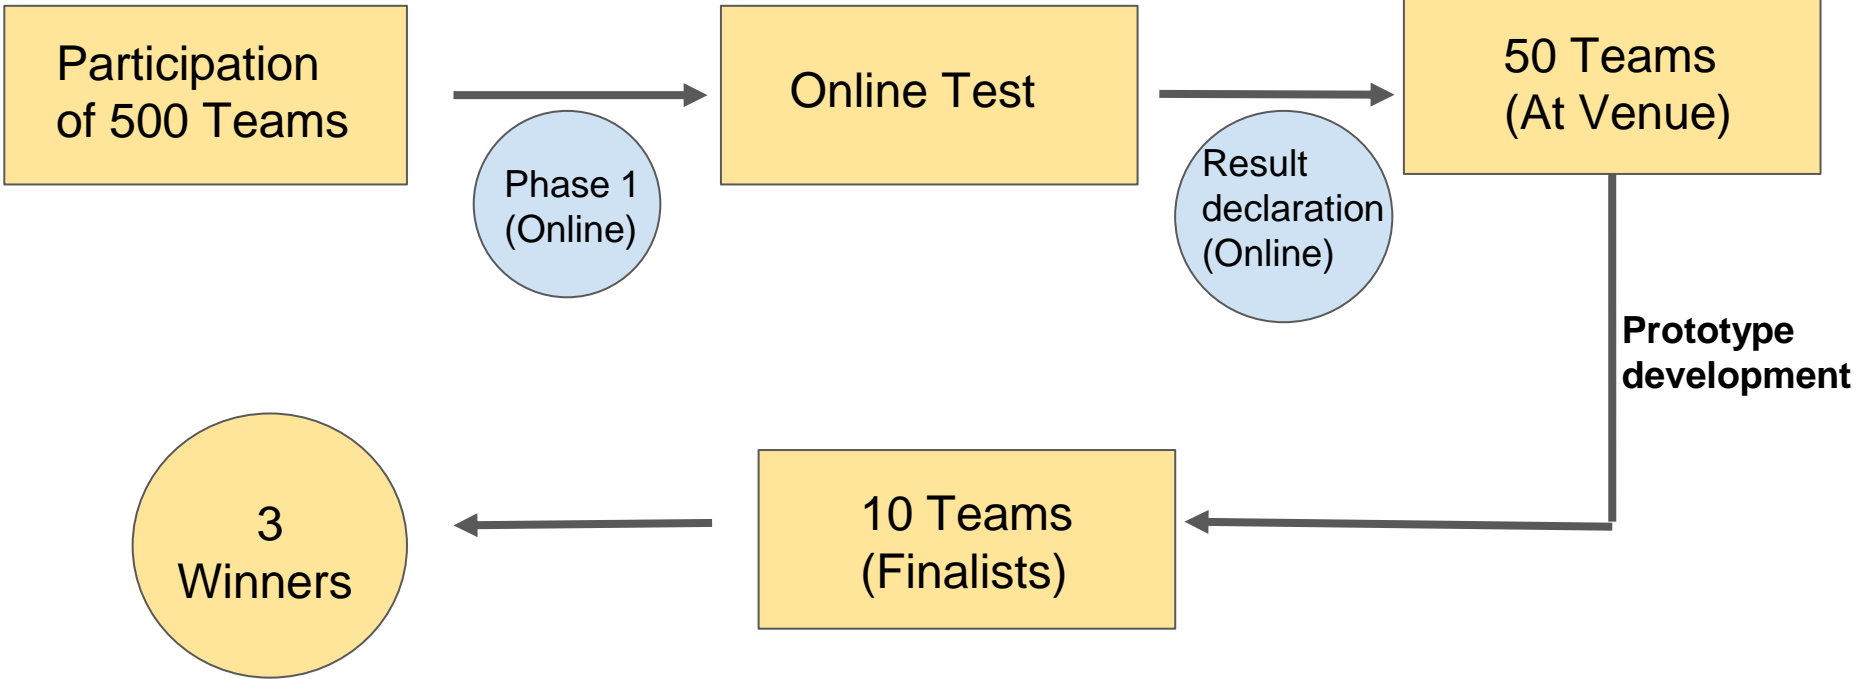 Participation
of 500 Teams
Phase 1
(Online)
Online Test
Result
declaration
(Online)
50 Teams
(At Venue)
Prototype
development
10 Teams
(Finalists)
3
Winners